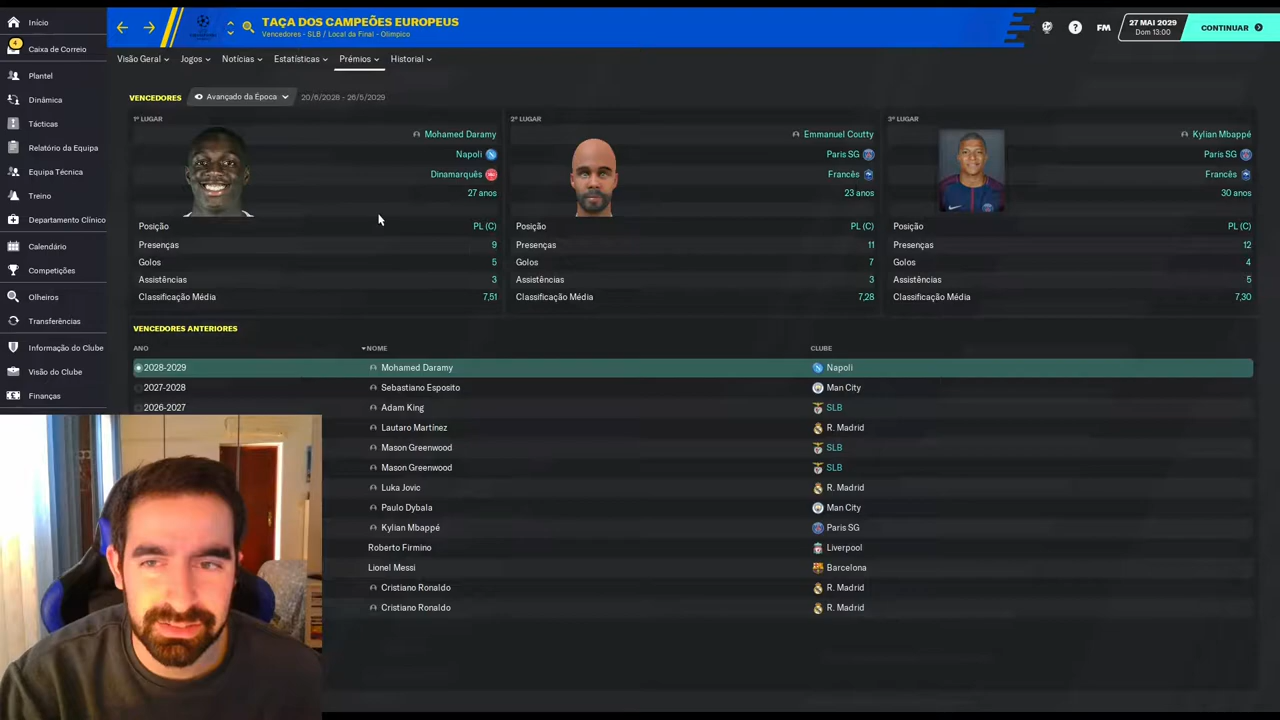 Início
TAÇA DOS CAMPEÕES EUROPEUS
Vencedores - SLB / Local da Final - Olímpico
FM
27 MAI 2029
Dom 13:00
CONTINUAR
4
Caixa de Correio
Visão Geral
Jogos
Notícias
Estatísticas
Prémios
Historial
Plantel
Dinâmica
Tácticas
Relatório da Equipa
Equipa Técnica
Treino
Departamento Clínico
Calendário
Competições
Olheiros
Transferências
Informação do Clube
Visão do Clube
Finanças
VENCEDORES
Avançado da Época
20/6/2028 - 26/5/2029
1º LUGAR
Mohamed Daramy
Napoli
Dinamarquês
27 anos
Posição PL (C)
Presenças 9
Golos 5
Assistências 3
Classificação Média 7,51
2º LUGAR
Emmanuel Coutty
Paris SG
Francês
23 anos
Posição PL (C)
Presenças 11
Golos 7
Assistências 3
Classificação Média 7,28
3º LUGAR
Kylian Mbappé
Paris SG
Francês
30 anos
Posição PL (C)
Presenças 12
Golos 4
Assistências 5
Classificação Média 7,30
VENCEDORES ANTERIORES
ANO NOME CLUBE
2028-2029 Mohamed Daramy Napoli
2027-2028 Sebastiano Esposito Man City
2026-2027 Adam King SLB
Lautaro Martínez R. Madrid
Mason Greenwood SLB
Mason Greenwood SLB
Luka Jovic R. Madrid
Paulo Dybala Man City
Kylian Mbappé Paris SG
Roberto Firmino Liverpool
Lionel Messi Barcelona
Cristiano Ronaldo R. Madrid
Cristiano Ronaldo R. Madrid